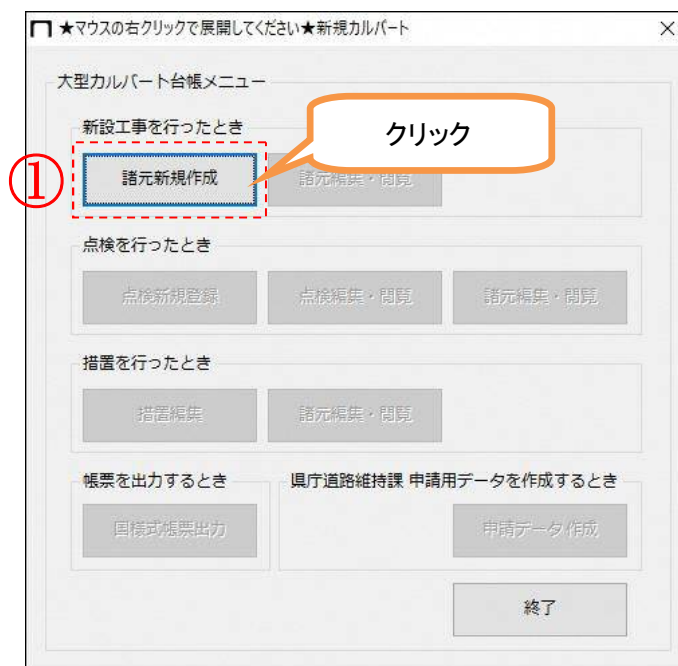 ★マウスの右クリックで展開してください★新規カルバート
大型カルバート台帳メニュー
新設工事を行ったとき
クリック
①
諸元新規作成
諸元編集・閲覧
点検を行ったとき
点検新規登録
点検編集・閲覧
諸元編集・閲覧
措置を行ったとき
措置編集
諸元編集・閲覧
帳票を出力するとき
県庁道路維持課 申請用データを作成するとき
国様式帳票出力
申請データ作成
終了